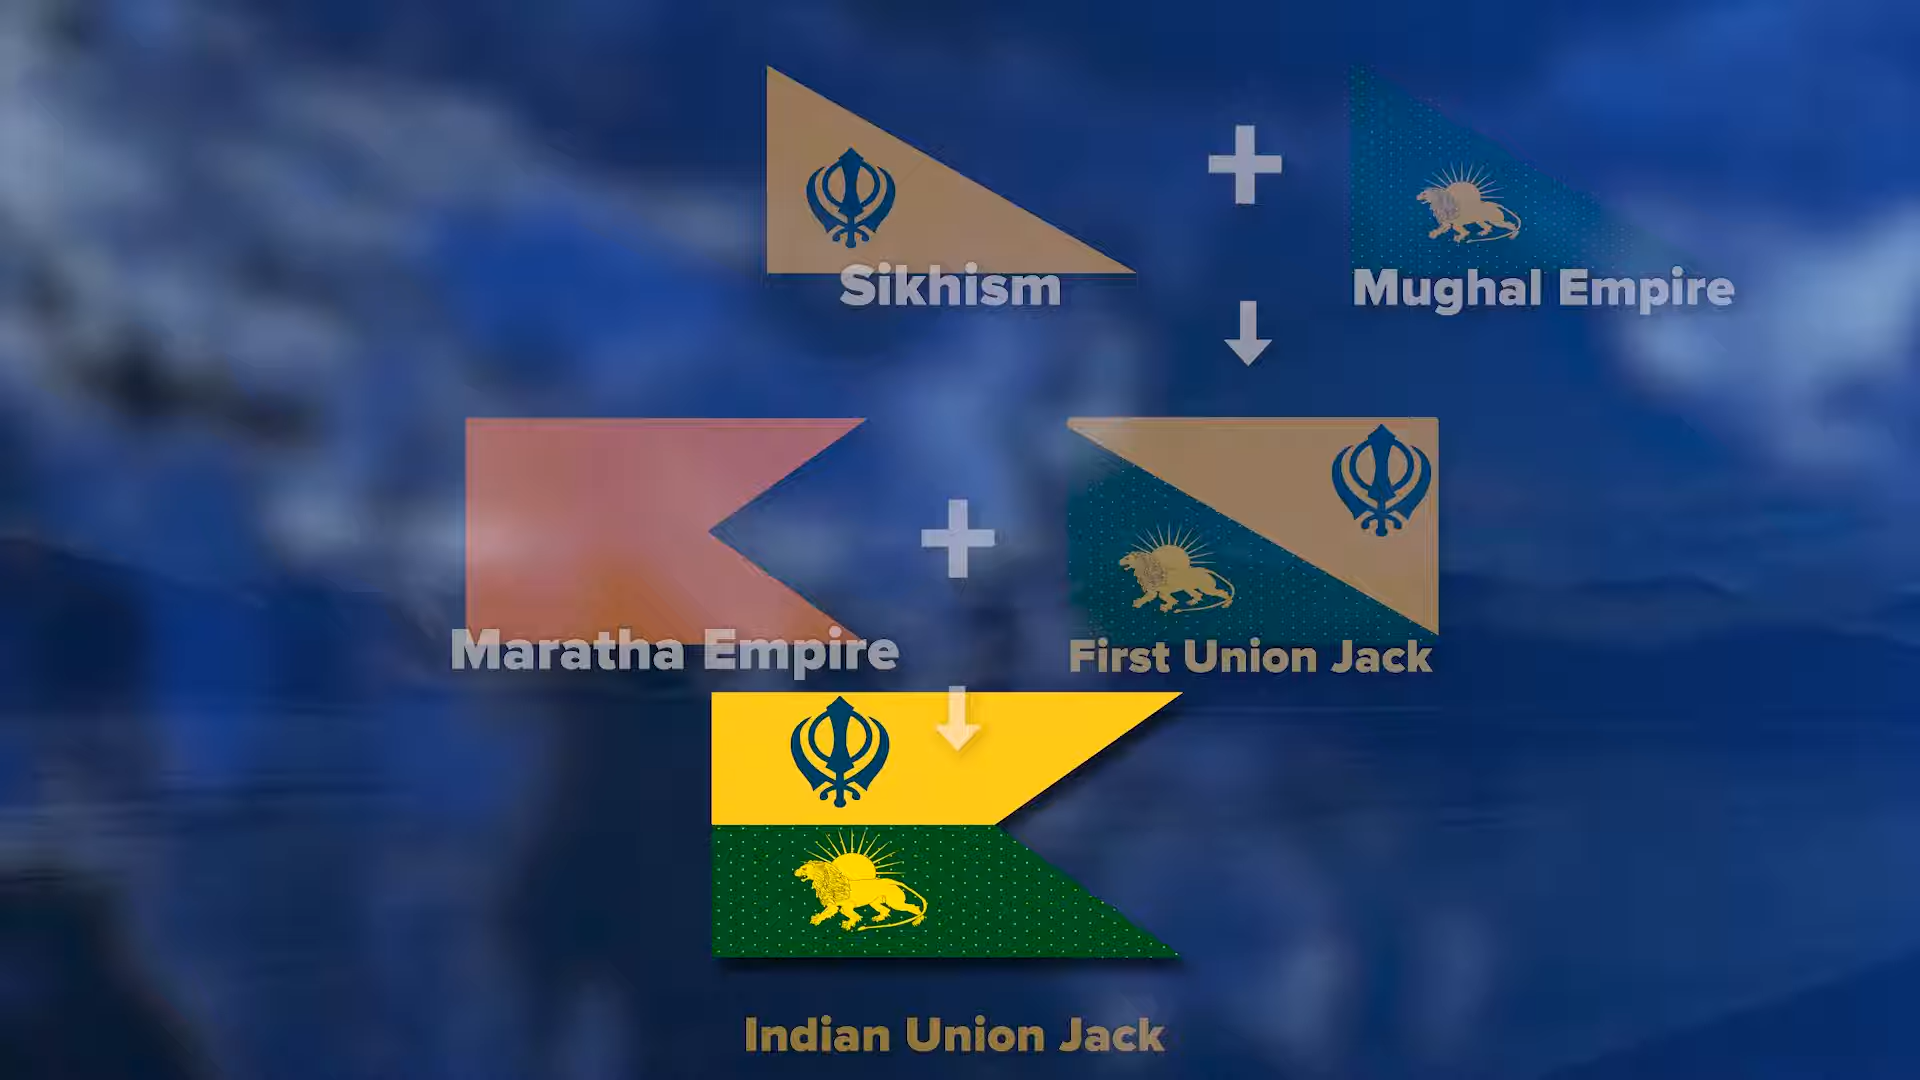 Sikhism
Mughal Empire
Maratha Empire
First Union Jack
Indian Union Jack